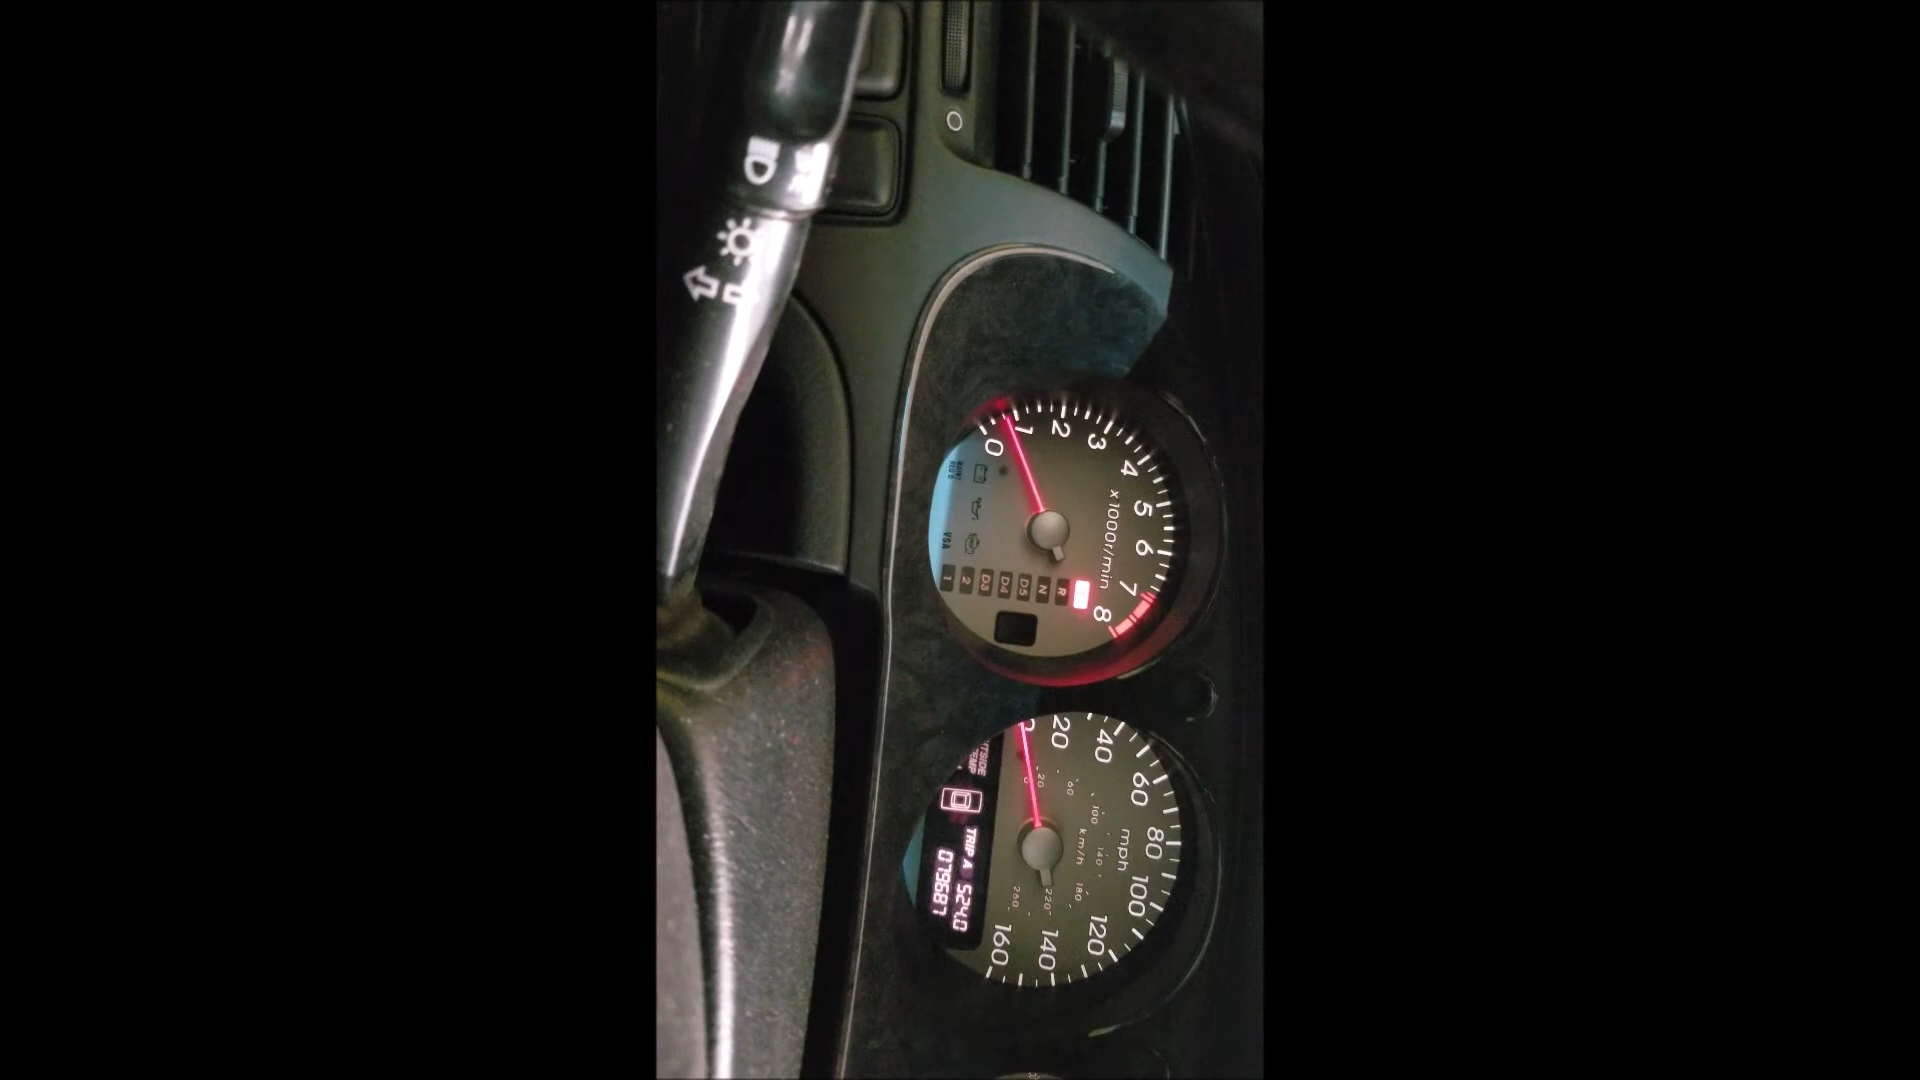 0 1 2 3 4 5 6 7 8
x1000r/min
MAINT REQ'D
VSA
R
N
D5
D4
D3
2
1
20 40 60 80 100 120 140 160
mph
km/h
20 60 100 140 180 220 260
TRIP A 524.0
079687